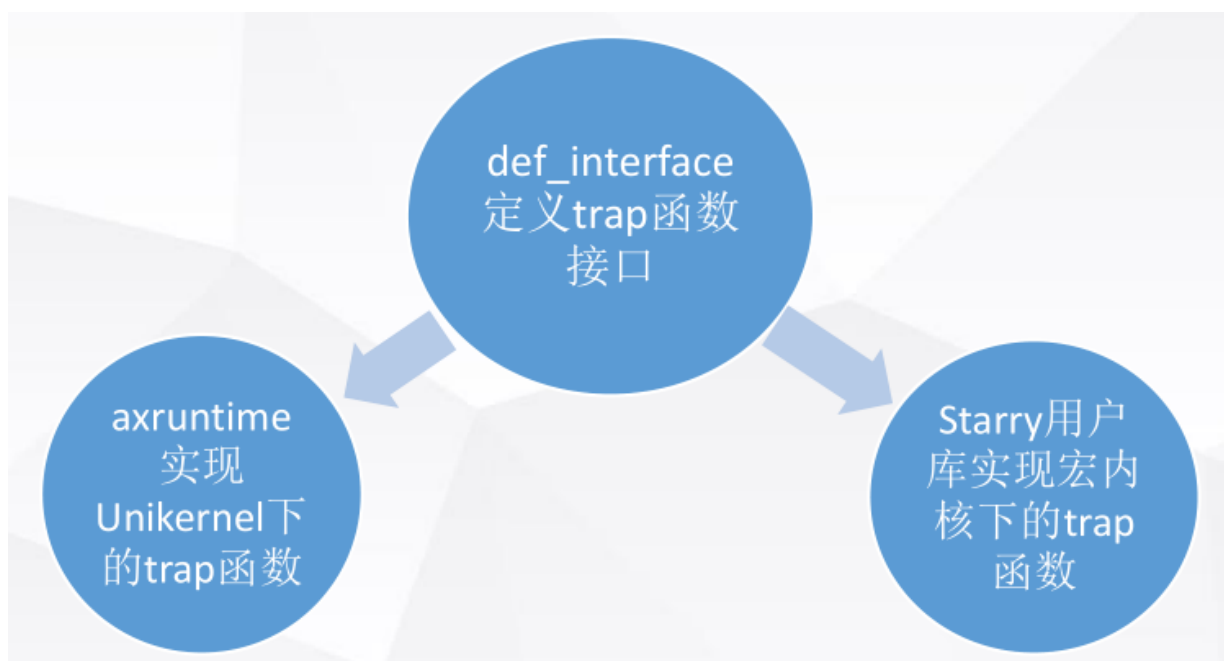 def_interface
定义trap函数
接口
axruntime
实现
Unikernel下
的trap函数
Starry用户
库实现宏内
核下的trap
函数